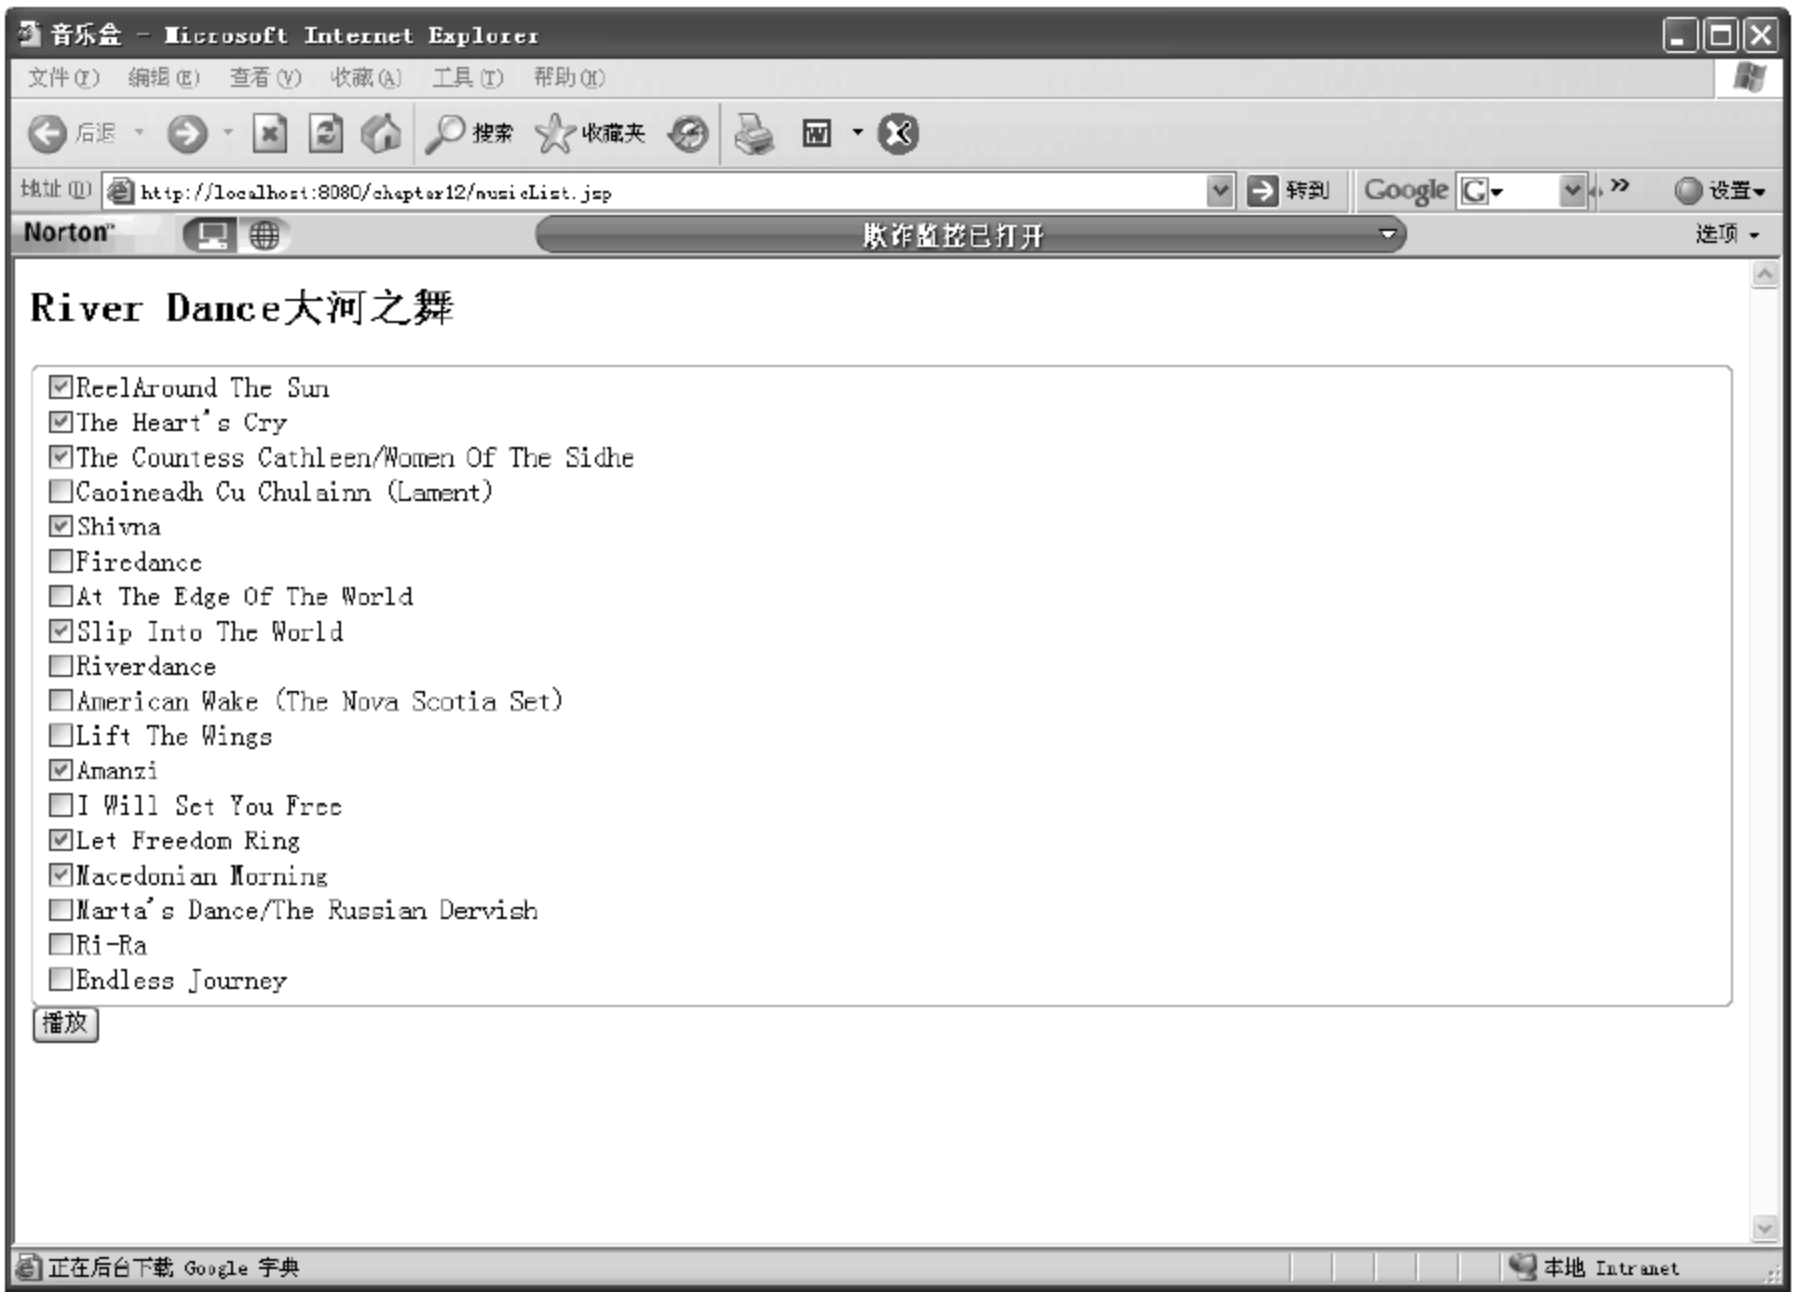 音乐盒 - Microsoft Internet Explorer
文件(F) 编辑(E) 查看(V) 收藏(A) 工具(T) 帮助(H)
后退 搜索 收藏夹
地址(D) http://localhost:8080/chapter12/musicList.jsp 转到 Google G 设置
Norton 欺诈监控已打开 选项
River Dance大河之舞
ReelAround The Sun
The Heart's Cry
The Countess Cathleen/Women Of The Sidhe
Caoineadh Cu Chulainn (Lament)
Shivna
Firedance
At The Edge Of The World
Slip Into The World
Riverdance
American Wake (The Nova Scotia Set)
Lift The Wings
Amanzi
I Will Set You Free
Let Freedom Ring
Macedonian Morning
Marta's Dance/The Russian Dervish
Ri-Ra
Endless Journey
播放
正在后台下载 Google 字典 本地 Intranet